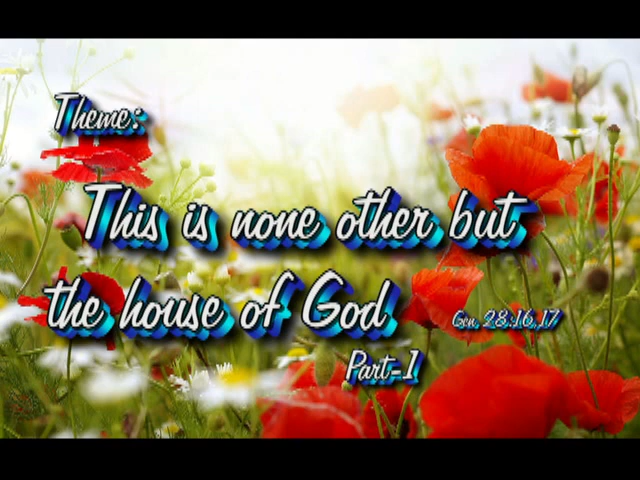 Theme:
This is none other but
the house of God
Gen, 28:16,17
Part-1